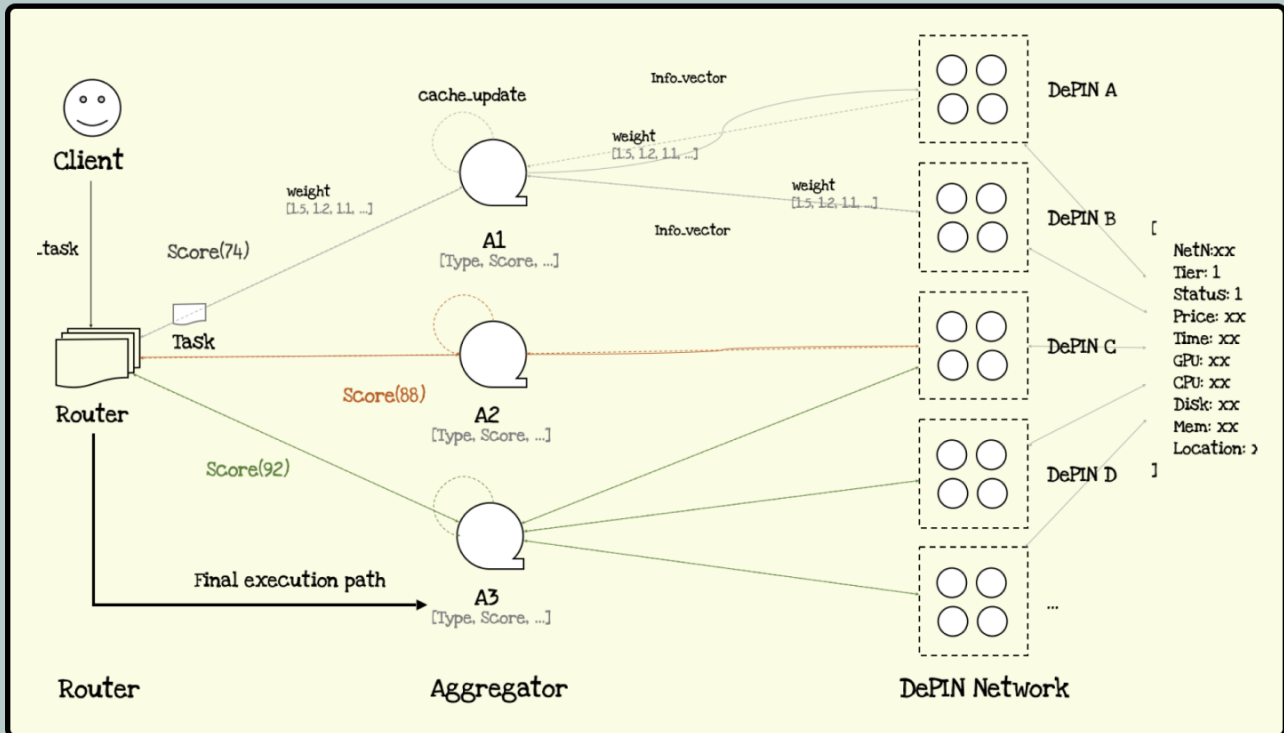 Client
_task
Router
Score(74)
Task
weight
[1.5, 1.2, 1.1, ...]
Score(88)
Score(92)
Final execution path
cache_update
A1
[Type, Score, ...]
A2
[Type, Score, ...]
A3
[Type, Score, ...]
Info_vector
weight
[1.5, 1.2, 1.1, ...]
weight
[1.5, 1.2, 1.1, ...]
Info_vector
DePIN A
DePIN B
DePIN C
DePIN D
...
[
NetN:xx
Tier: 1
Status: 1
Price: xx
Time: xx
GPU: xx
CPU: xx
Disk: xx
Mem: xx
Location:
]
Router
Aggregator
DePIN Network